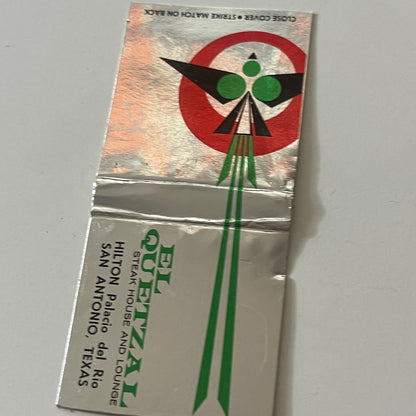 CLOSE COVER • STRIKE MATCH ON BACK
EL
QUETZAL
STEAK HOUSE AND LOUNGE
HILTON Palacio del Rio
SAN ANTONIO, TEXAS